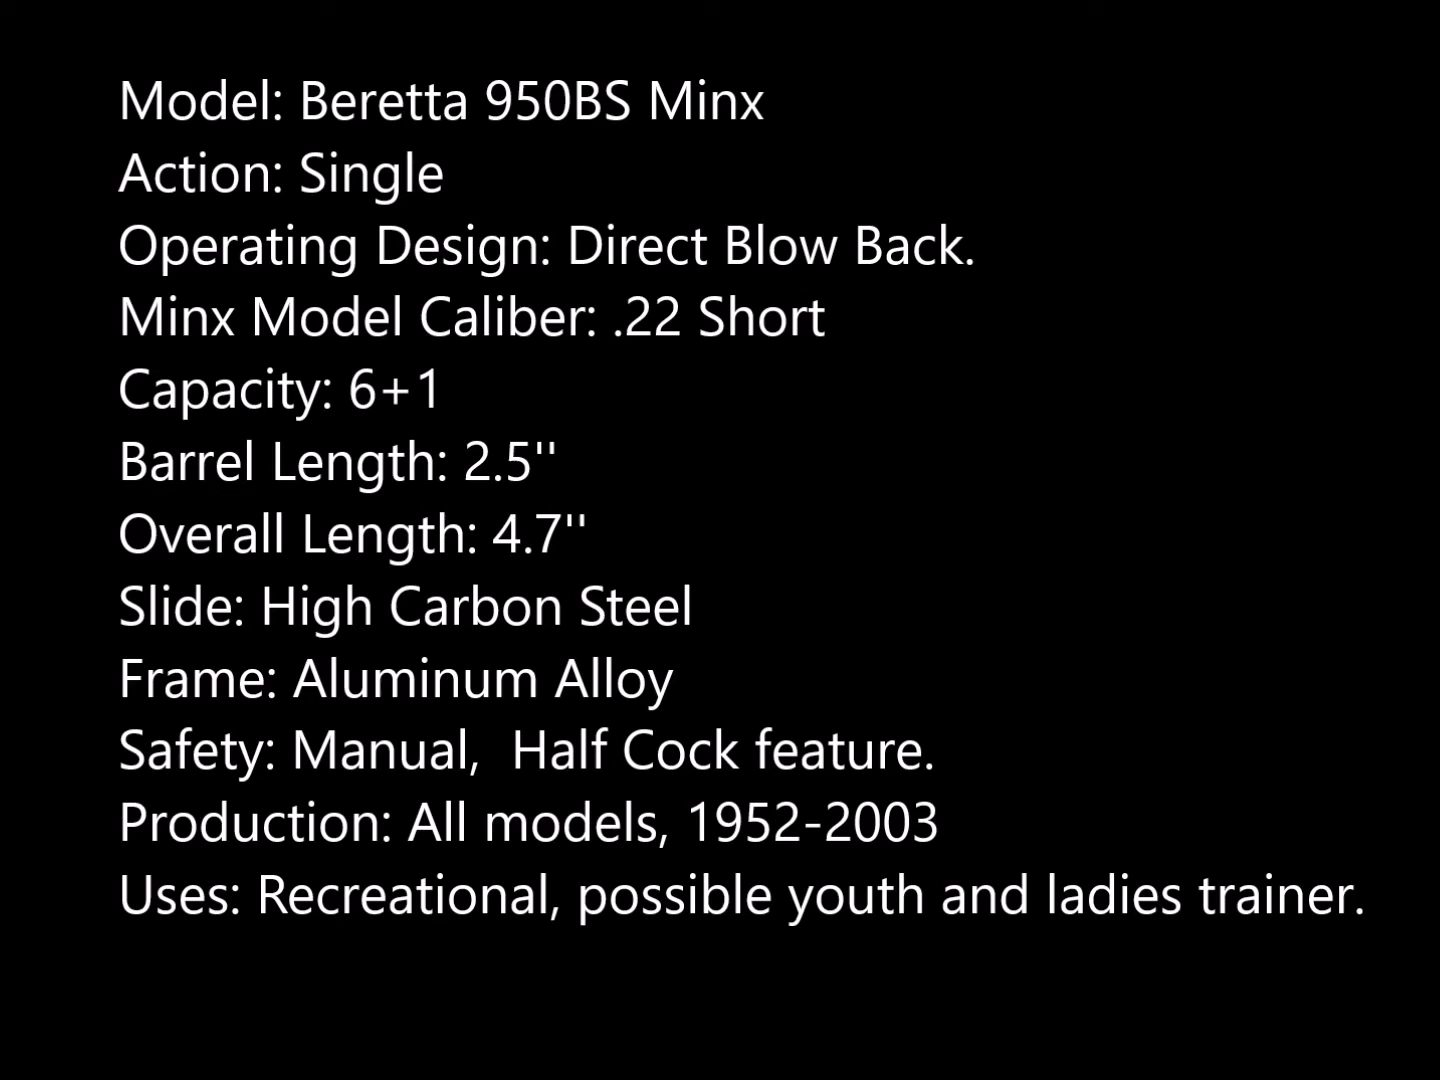 Model: Beretta 950BS Minx
Action: Single
Operating Design: Direct Blow Back.
Minx Model Caliber: .22 Short
Capacity: 6+1
Barrel Length: 2.5''
Overall Length: 4.7''
Slide: High Carbon Steel
Frame: Aluminum Alloy
Safety: Manual,  Half Cock feature.
Production: All models, 1952-2003
Uses: Recreational, possible youth and ladies trainer.